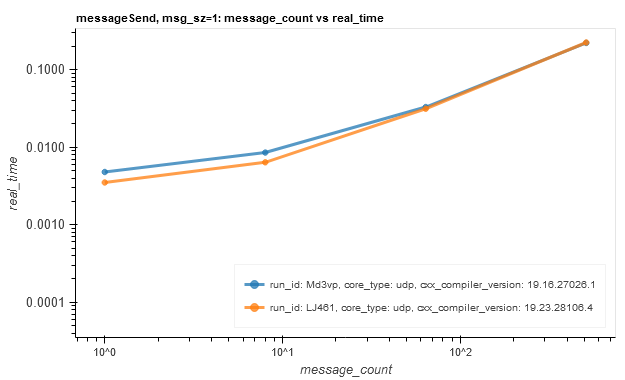 messageSend, msg_sz=1: message_count vs real_time
0.1000
0.0100
0.0010
0.0001
real_time
run_id: Md3vp, core_type: udp, cxx_compiler_version: 19.16.27026.1
run_id: LJ461, core_type: udp, cxx_compiler_version: 19.23.28106.4
10^0
10^1
10^2
message_count